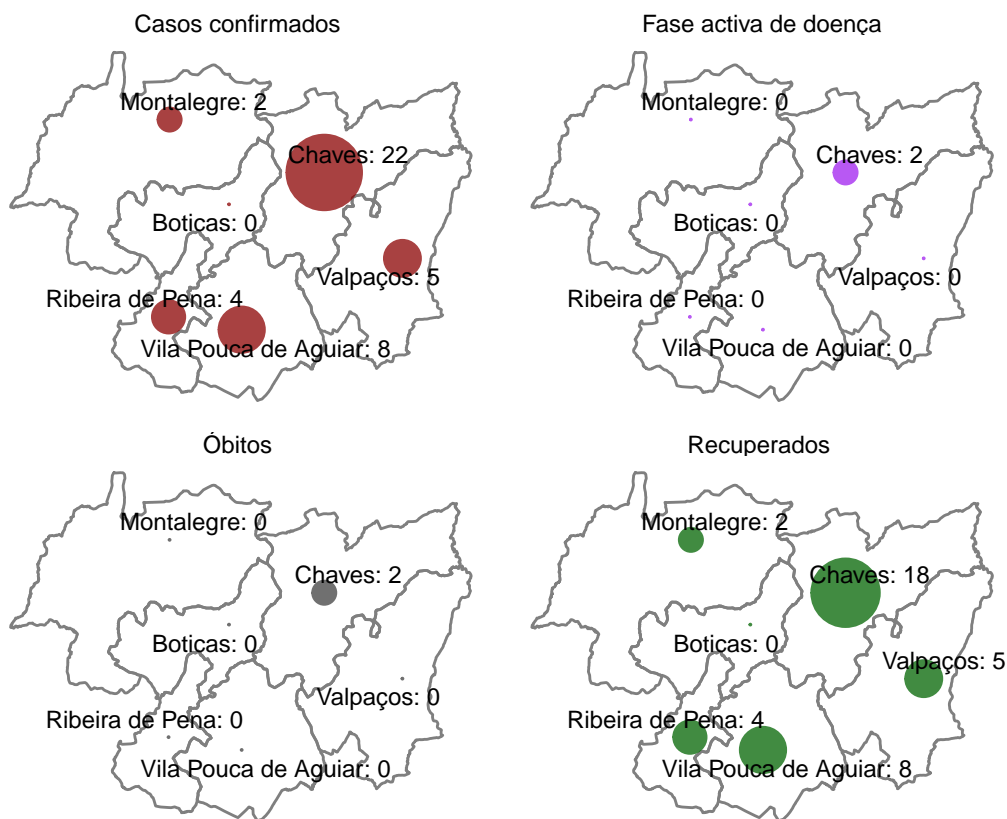 Casos confirmados
Montalegre: 2
Chaves: 22
Boticas: 0
Valpaços: 5
Ribeira de Pena: 4
Vila Pouca de Aguiar: 8
Fase activa de doença
Montalegre: 0
Chaves: 2
Boticas: 0
Valpaços: 0
Ribeira de Pena: 0
Vila Pouca de Aguiar: 0
Óbitos
Montalegre: 0
Chaves: 2
Boticas: 0
Valpaços: 0
Ribeira de Pena: 0
Vila Pouca de Aguiar: 0
Recuperados
Montalegre: 2
Chaves: 18
Boticas: 0
Valpaços: 5
Ribeira de Pena: 4
Vila Pouca de Aguiar: 8